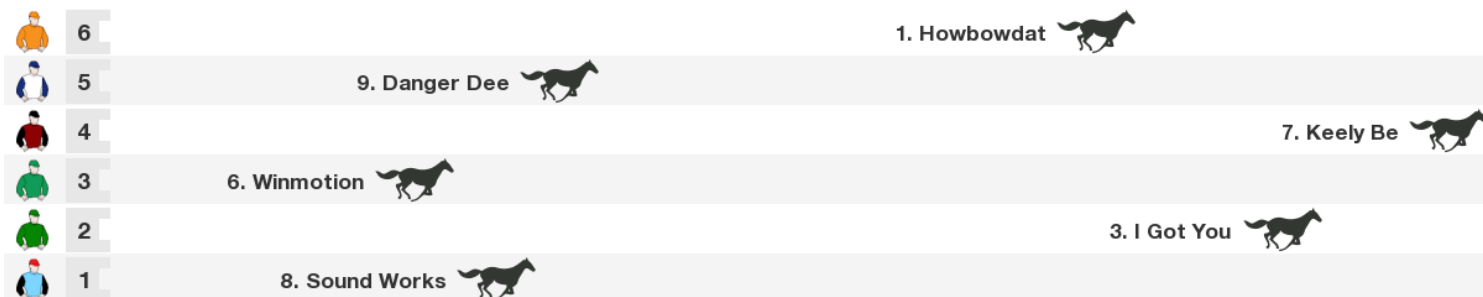 6 1. Howbowdat
5 9. Danger Dee
4 7. Keely Be
3 6. Winmotion
2 3. I Got You
1 8. Sound Works